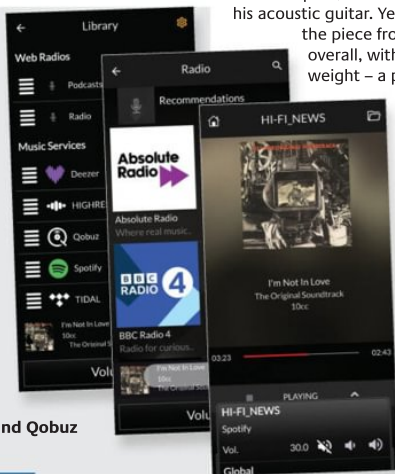 his acoustic guitar. Ye
the piece fro
overall, with
weight – a p
Library
Web Radios
Podcasts
Radio
Music Services
Deezer
HIGHRE
Qobuz
Spotify
TIDAL
I'm Not In Love
10cc
The Original S
Volu
Radio
Recommendations
Absolute
Radio
Absolute Radio
Where real music..
BBC
RADIO
4
BBC Radio 4
Radio for curious..
I'm Not In Love
10cc
The Original Soundtrack
Volu
HI-FI_NEWS
I'm Not In Love
The Original Soundtrack
10cc
03:23
02:43
PLAYING
HI-FI_NEWS
Spotify
Vol.
30.0
Global
nd Qobuz